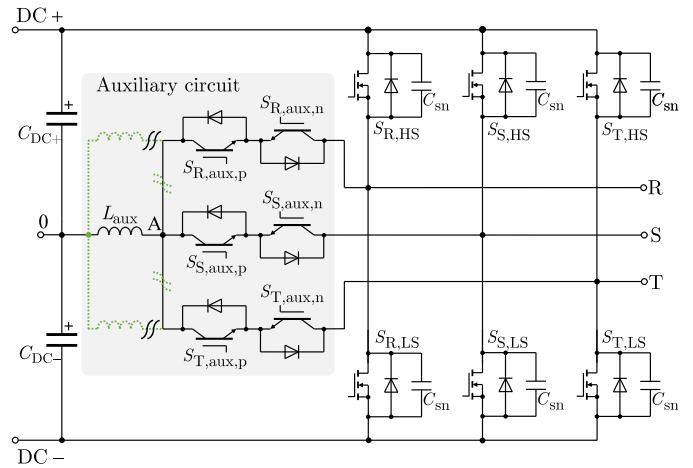 DC +
Auxiliary circuit
+
C_DC+
S_R,aux,n
S_R,aux,p
C_sn
C_sn
C_sn
S_R,HS
S_S,HS
S_T,HS
R
0
L_aux
A
S_S,aux,n
S_S,aux,p
S
T
+
C_DC−
S_T,aux,n
S_T,aux,p
S_R,LS
S_S,LS
S_T,LS
C_sn
C_sn
C_sn
DC −